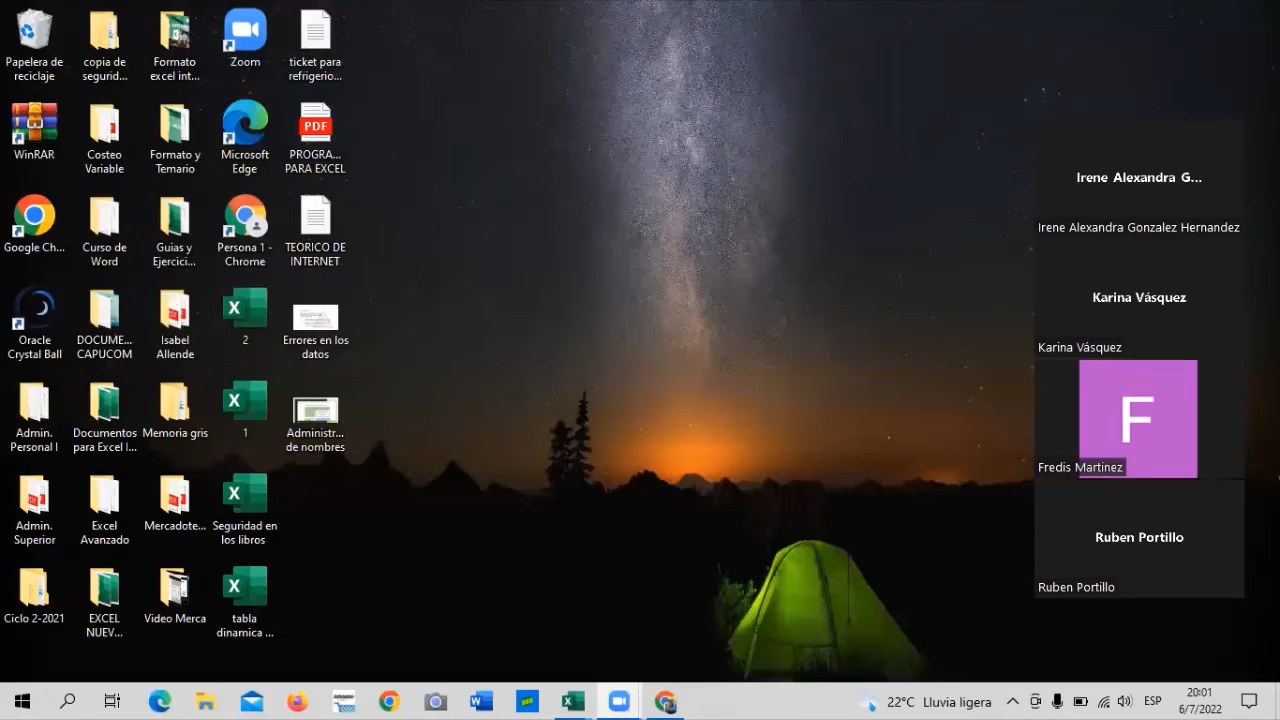 Papelera de
reciclaje
copia de
segurid...
Formato
excel int...
Zoom
ticket para
refrigerio...
WinRAR
Costeo
Variable
Formato y
Temario
Microsoft
Edge
PDF
PROGRA...
PARA EXCEL
Google Ch...
Curso de
Word
Guias y
Ejercici...
Persona 1 -
Chrome
TEORICO DE
INTERNET
Oracle
Crystal Ball
DOCUME...
CAPUCOM
Isabel
Allende
X
2
Errores en los
datos
Admin.
Personal I
Documentos
para Excel I...
Memoria gris
X
1
Administr...
de nombres
Admin.
Superior
Excel
Avanzado
Mercadote...
X
Seguridad en
los libros
Ciclo 2-2021
EXCEL
NUEV...
Video Merca
X
tabla
dinamica ...
Irene Alexandra G...
Irene Alexandra Gonzalez Hernandez
Karina Vásquez
Karina Vásquez
F
Fredis Martinez
Ruben Portillo
Ruben Portillo
22°C Lluvia ligera
ESP
20:01
6/7/2022